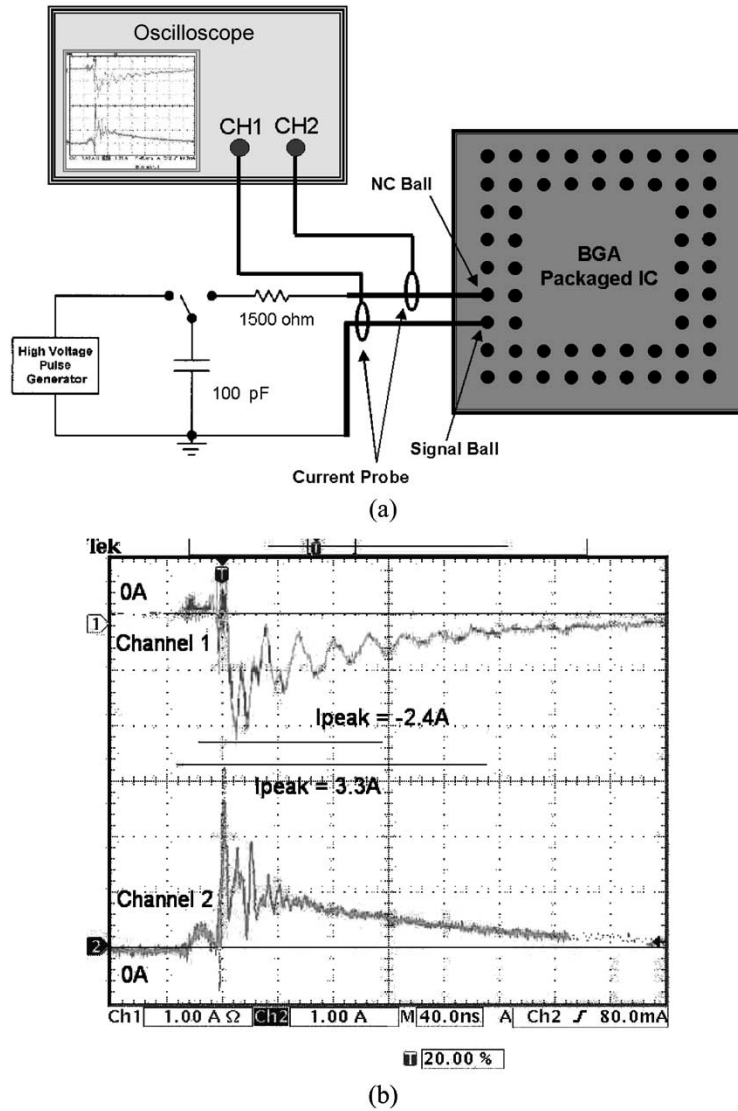 Oscilloscope
CH1
CH2
NC Ball
BGA
Packaged IC
1500 ohm
High Voltage
Pulse
Generator
100 pF
Signal Ball
Current Probe
(a)
Tek
T
0A
1
Channel 1
Ipeak = -2.4A
Ipeak = 3.3A
Channel 2
2
0A
Ch1 1.00 A Ω Ch2 1.00 A M 40.0ns A Ch2 ƒ 80.0mA
T 20.00 %
(b)